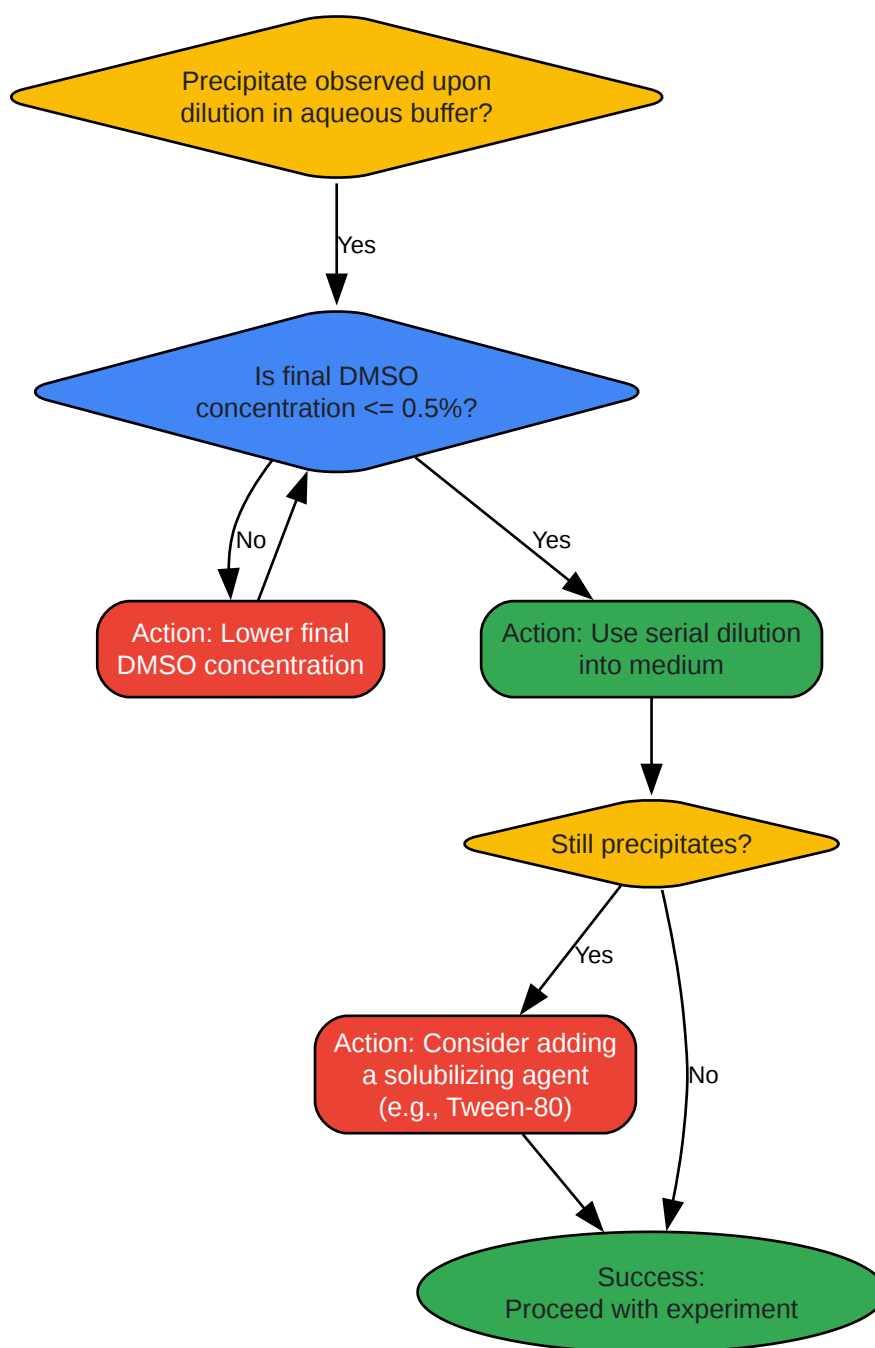 Precipitate observed upon
dilution in aqueous buffer?
Yes
Is final DMSO
concentration <= 0.5%?
No
Yes
Action: Lower final
DMSO concentration
Action: Use serial dilution
into medium
Still precipitates?
Yes
Action: Consider adding
a solubilizing agent
(e.g., Tween-80)
No
Success:
Proceed with experiment